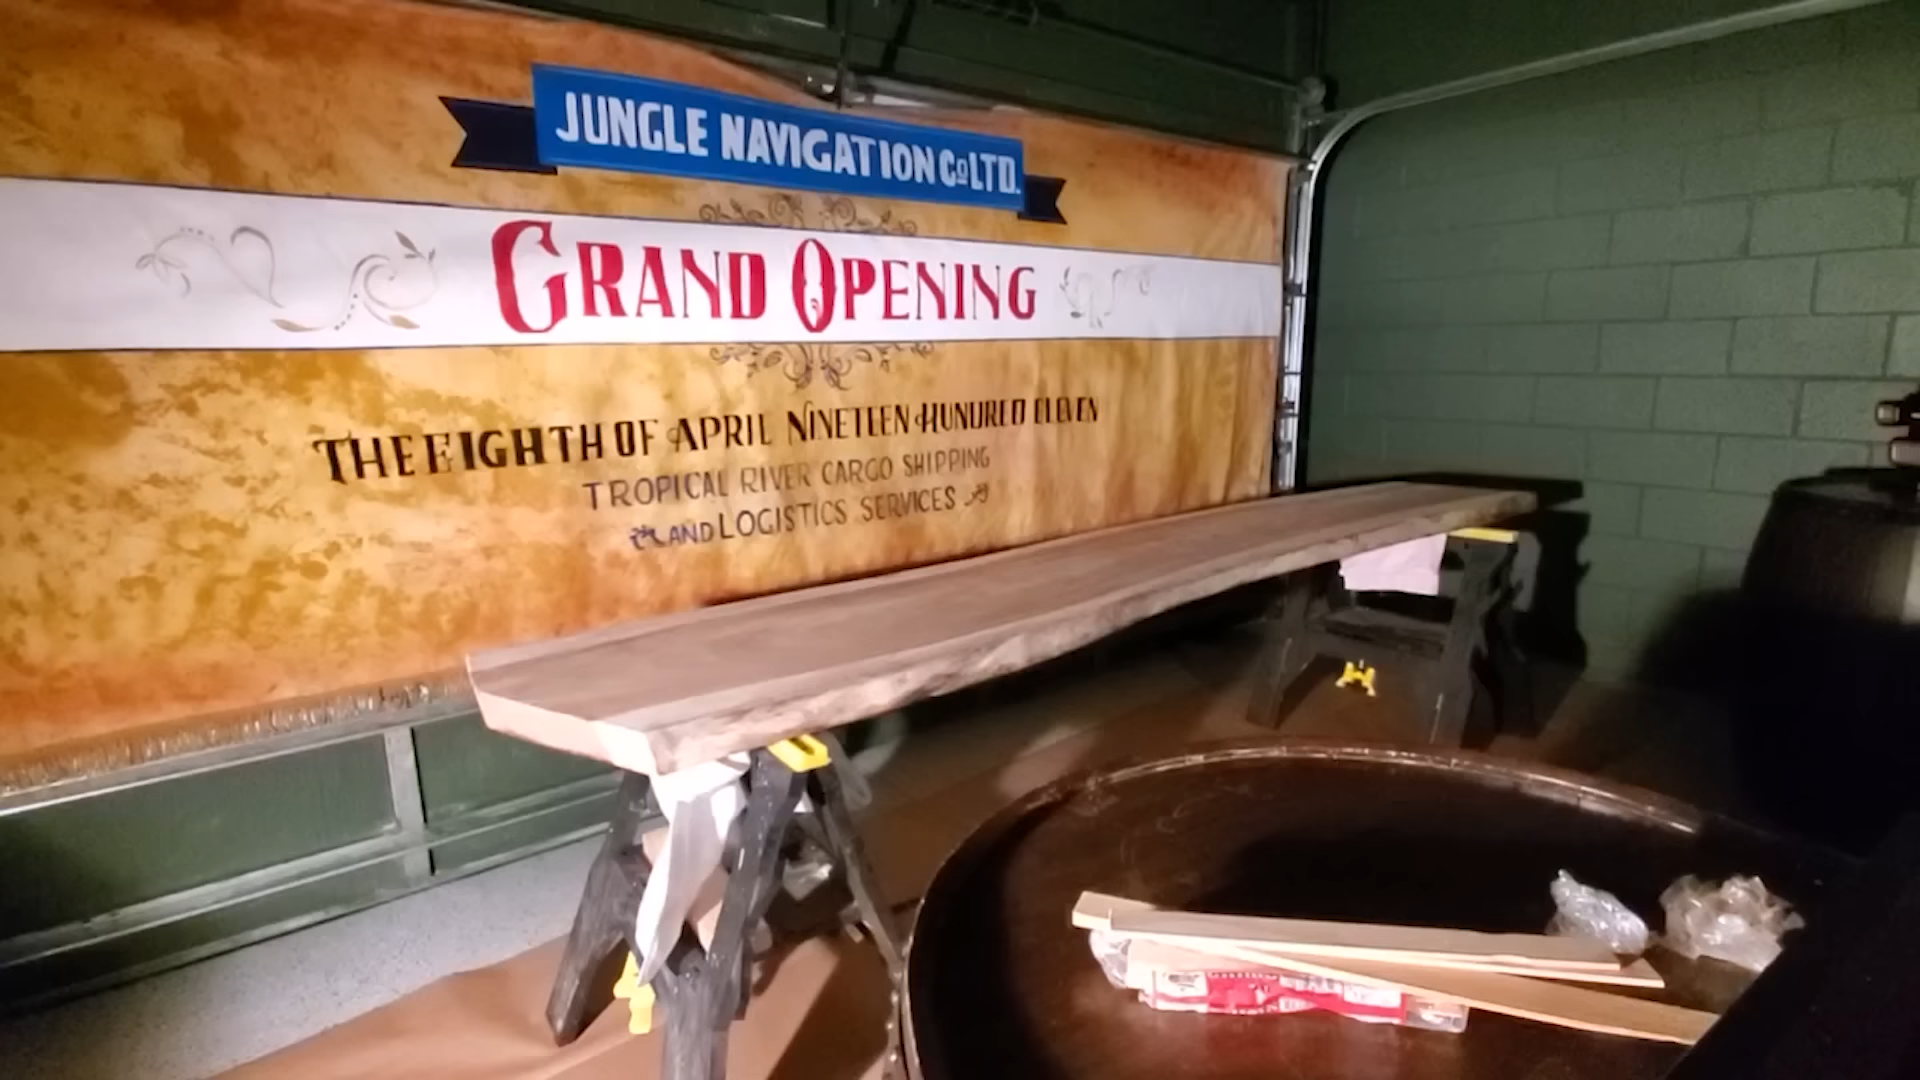 JUNGLE NAVIGATION Co LTD.
GRAND OPENING
THE EIGHTH OF APRIL NINETEEN HUNDRED ELEVEN
TROPICAL RIVER CARGO SHIPPING
AND LOGISTICS SERVICES